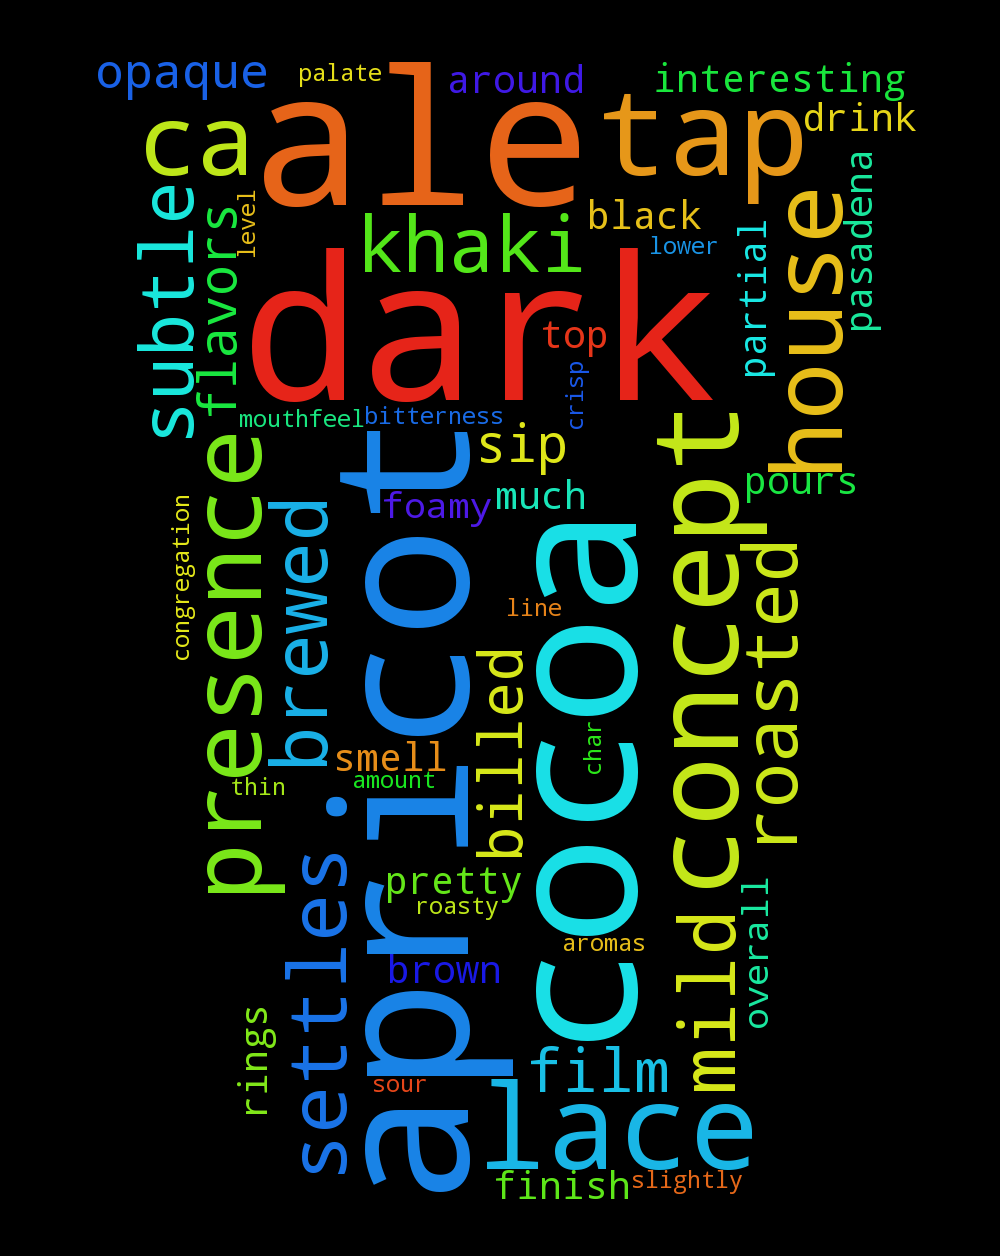 opaque
palate
around
interesting
ca
ale
tap
drink
subtle
flavors
level
khaki
black
lower
partial
house
pasadena
dark
top
crisp
mouthfeel
bitterness
sip
presence
congregation
brewed
apricot
foamy
much
cocoa
concept
pours
roasted
line
billed
char
smell
amount
thin
settles.
pretty
roasty
aromas
brown
mild
overall
rings
film
sour
lace
finish
slightly